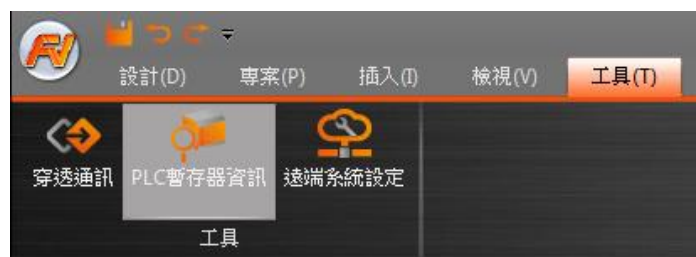 FV
設計(D) 專案(P) 插入(I) 檢視(V) 工具(T)
穿透通訊 PLC暫存器資訊 遠端系統設定
工具